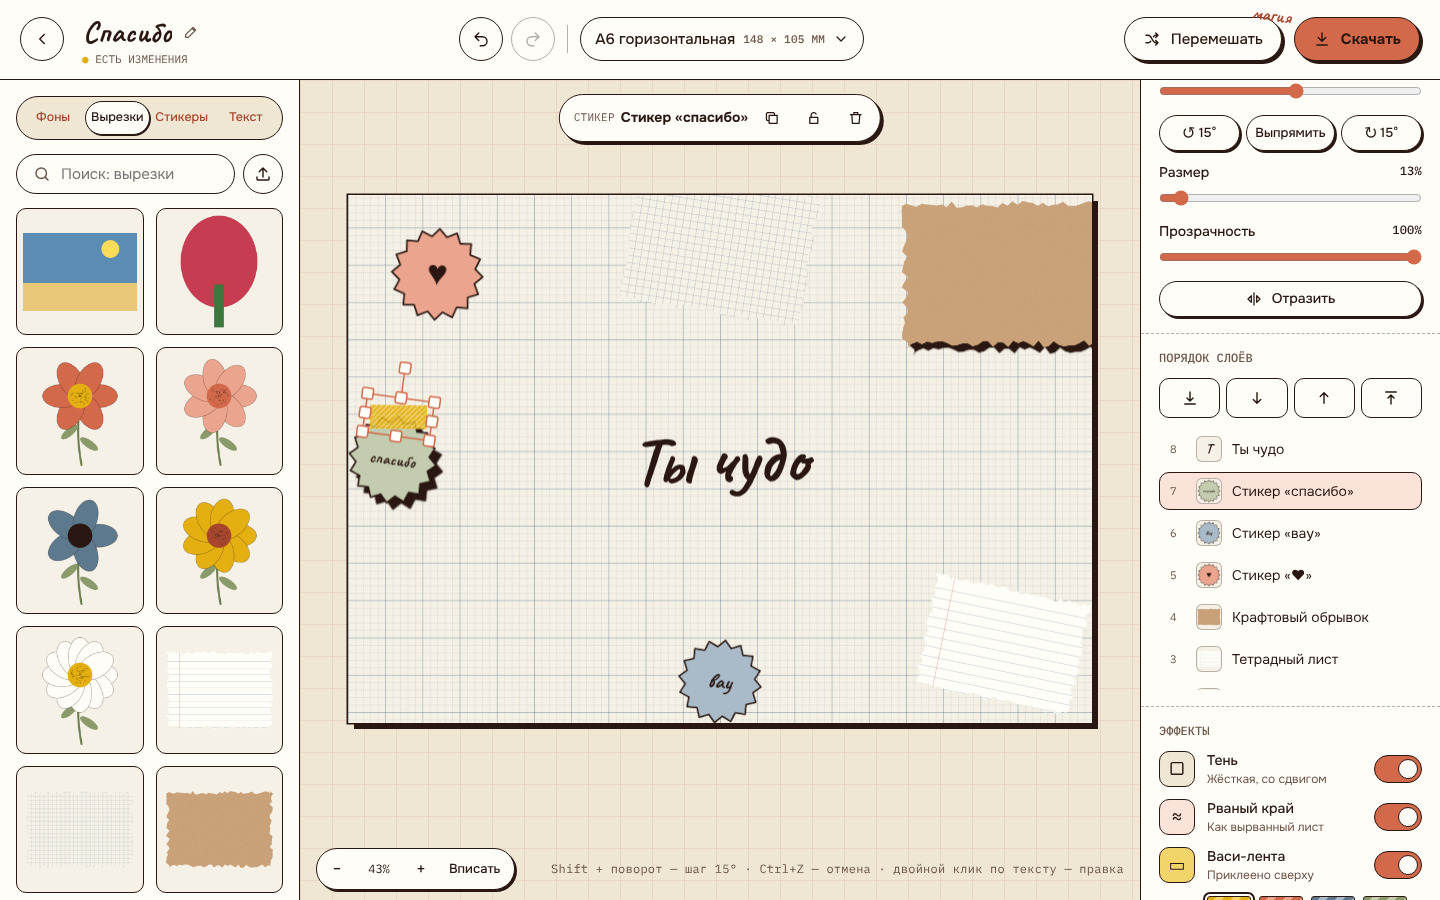 Спасибо
ЕСТЬ ИЗМЕНЕНИЯ
А6 горизонтальная 148 × 105 ММ
магия
Перемешать
Скачать
Фоны
Вырезки
Стикеры
Текст
Поиск: вырезки
СТИКЕР Стикер «спасибо»
♥
спасибо
Ты чудо
вау
− 43% + Вписать
Shift + поворот — шаг 15° · Ctrl+Z — отмена · двойной клик по тексту — правка
↺ 15°
Выпрямить
↻ 15°
Размер 13%
Прозрачность 100%
Отразить
ПОРЯДОК СЛОЁВ
8 T Ты чудо
7 Стикер «спасибо»
6 Стикер «вау»
5 Стикер «♥»
4 Крафтовый обрывок
3 Тетрадный лист
ЭФФЕКТЫ
Тень
Жёсткая, со сдвигом
Рваный край
Как вырванный лист
Васи-лента
Приклеено сверху